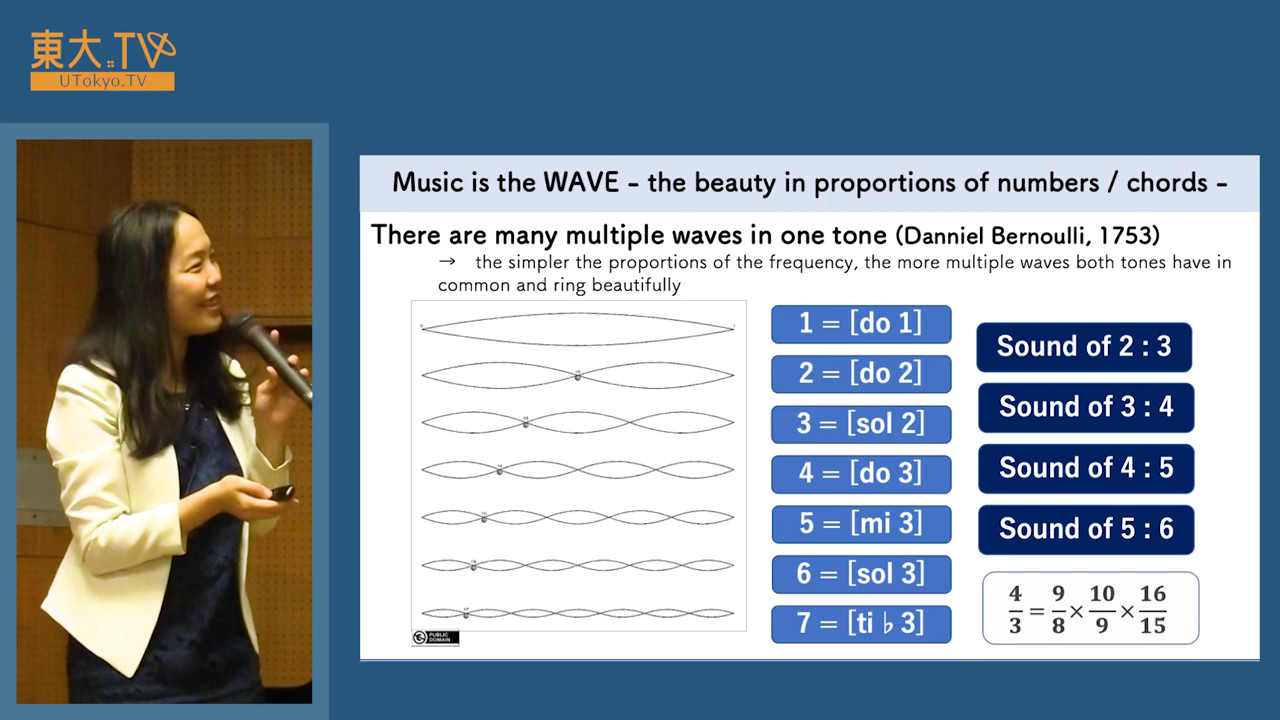 東大.TV
UTokyo.TV
Music is the WAVE - the beauty in proportions of numbers / chords -
There are many multiple waves in one tone (Danniel Bernoulli, 1753)
→ the simpler the proportions of the frequency, the more multiple waves both tones have in
common and ring beautifully
1 = [do 1]
2 = [do 2]
3 = [sol 2]
4 = [do 3]
5 = [mi 3]
6 = [sol 3]
7 = [ti ♭ 3]
PUBLIC
DOMAIN
Sound of 2 : 3
Sound of 3 : 4
Sound of 4 : 5
Sound of 5 : 6
4/3 = 9/8 × 10/9 × 16/15